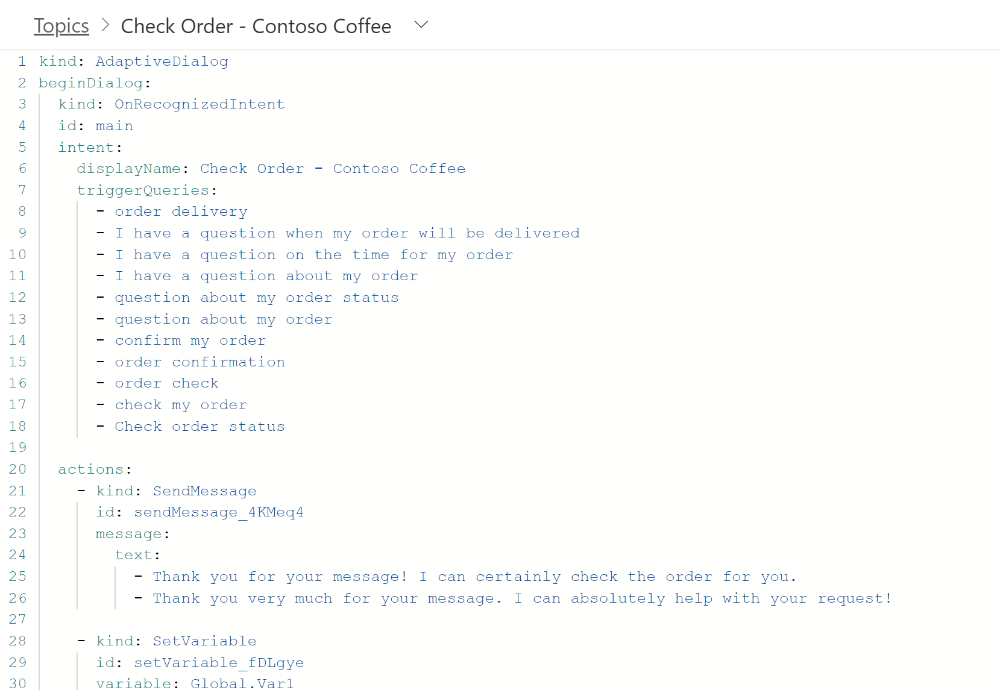 Topics > Check Order - Contoso Coffee
1 kind: AdaptiveDialog
2 beginDialog:
3   kind: OnRecognizedIntent
4   id: main
5   intent:
6     displayName: Check Order - Contoso Coffee
7     triggerQueries:
8       - order delivery
9       - I have a question when my order will be delivered
10       - I have a question on the time for my order
11       - I have a question about my order
12       - question about my order status
13       - question about my order
14       - confirm my order
15       - order confirmation
16       - order check
17       - check my order
18       - Check order status
19
20   actions:
21     - kind: SendMessage
22       id: sendMessage_4KMeq4
23       message:
24         text:
25           - Thank you for your message! I can certainly check the order for you.
26           - Thank you very much for your message. I can absolutely help with your request!
27
28     - kind: SetVariable
29       id: setVariable_fDLgye
30       variable: Global.Var1